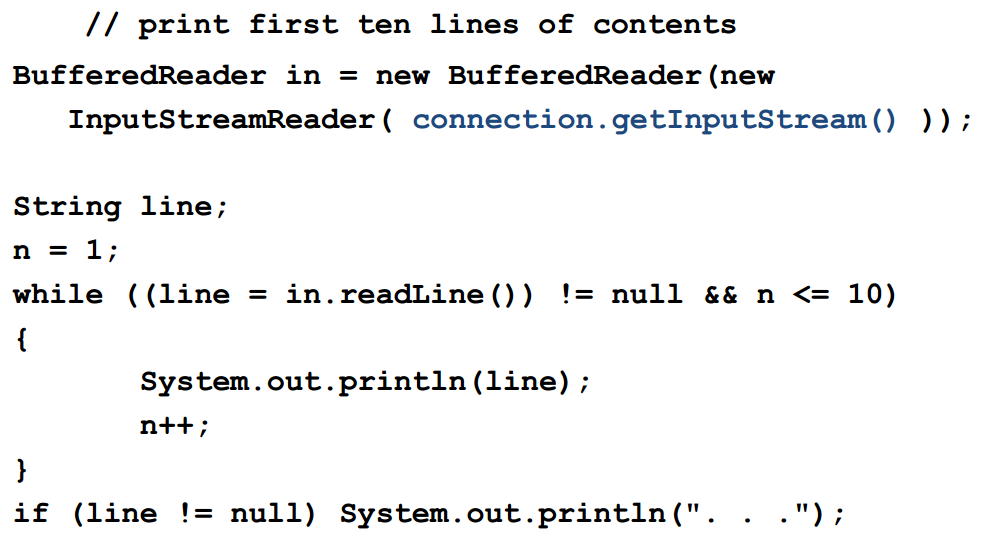 // print first ten lines of contents
BufferedReader in = new BufferedReader(new
InputStreamReader( connection.getInputStream() ));
String line;
n = 1;
while ((line = in.readLine()) != null && n <= 10)
{
System.out.println(line);
n++;
}
if (line != null) System.out.println(". . .");